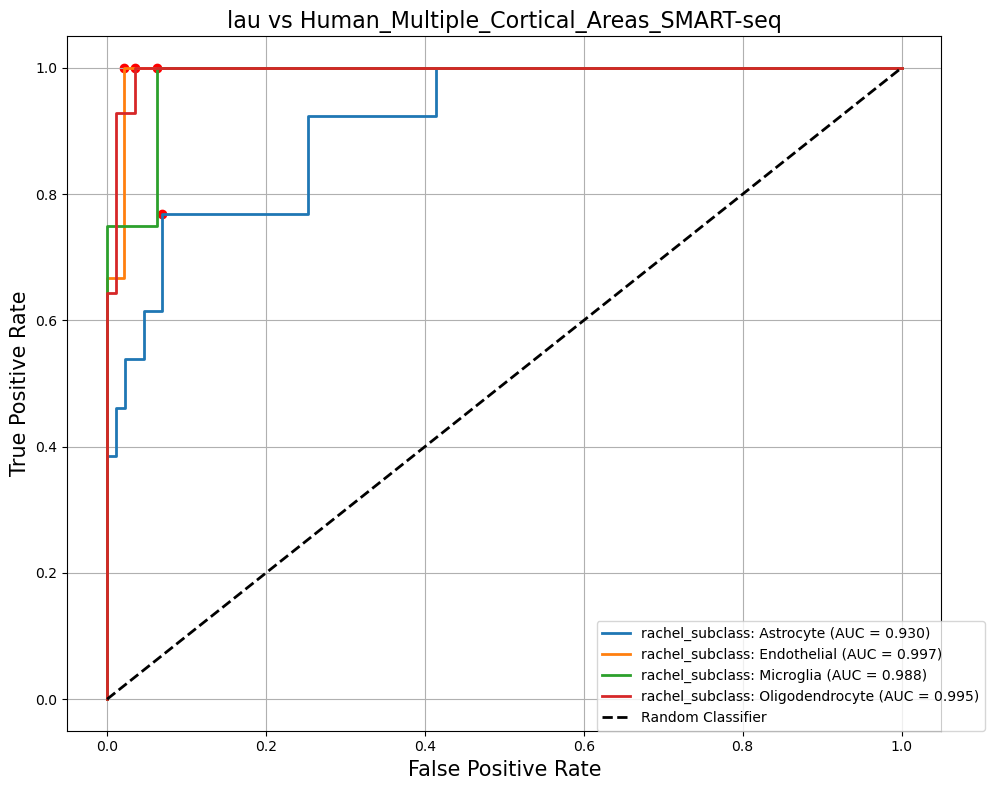 lau vs Human_Multiple_Cortical_Areas_SMART-seq
True Positive Rate
1.0
0.8
0.6
0.4
0.2
0.0
rachel_subclass: Astrocyte (AUC = 0.930)
rachel_subclass: Endothelial (AUC = 0.997)
rachel_subclass: Microglia (AUC = 0.988)
rachel_subclass: Oligodendrocyte (AUC = 0.995)
Random Classifier
0.0 0.2 0.4 0.6 0.8 1.0
False Positive Rate